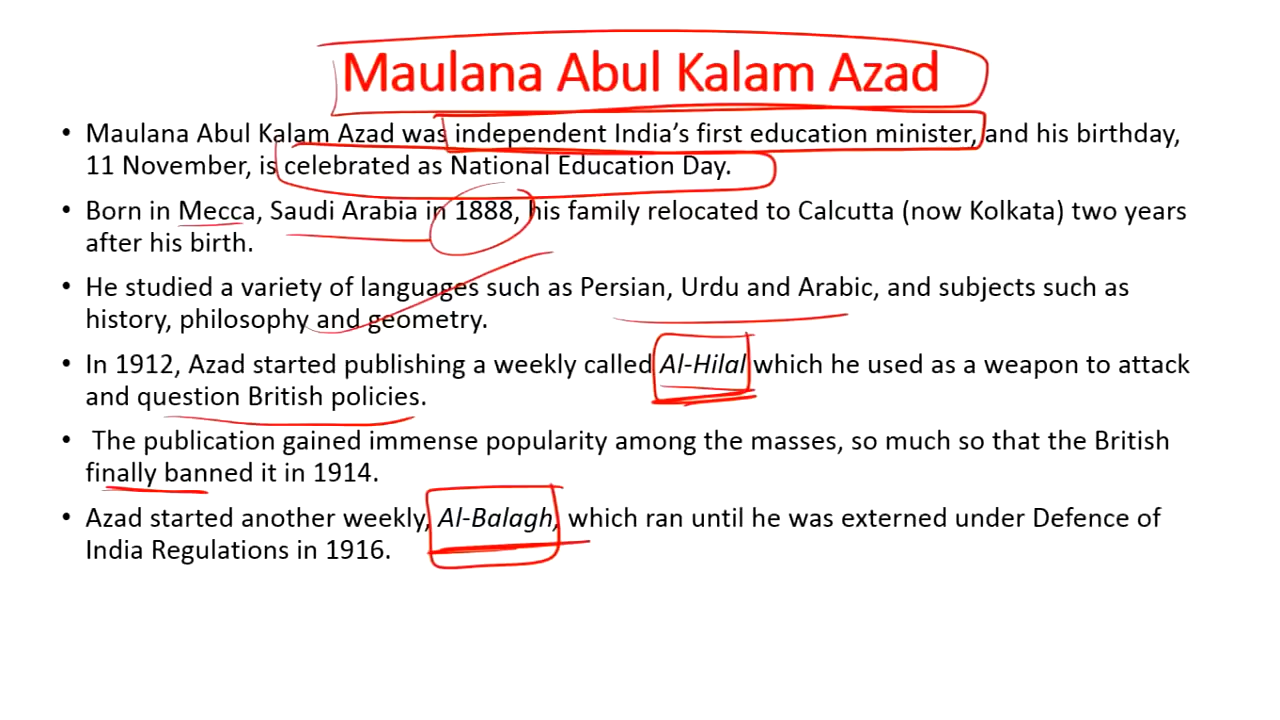 Maulana Abul Kalam Azad
• Maulana Abul Kalam Azad was independent India's first education minister, and his birthday,
11 November, is celebrated as National Education Day.
• Born in Mecca, Saudi Arabia in 1888, his family relocated to Calcutta (now Kolkata) two years
after his birth.
• He studied a variety of languages such as Persian, Urdu and Arabic, and subjects such as
history, philosophy and geometry.
• In 1912, Azad started publishing a weekly called Al-Hilal which he used as a weapon to attack
and question British policies.
• The publication gained immense popularity among the masses, so much so that the British
finally banned it in 1914.
• Azad started another weekly, Al-Balagh, which ran until he was externed under Defence of
India Regulations in 1916.